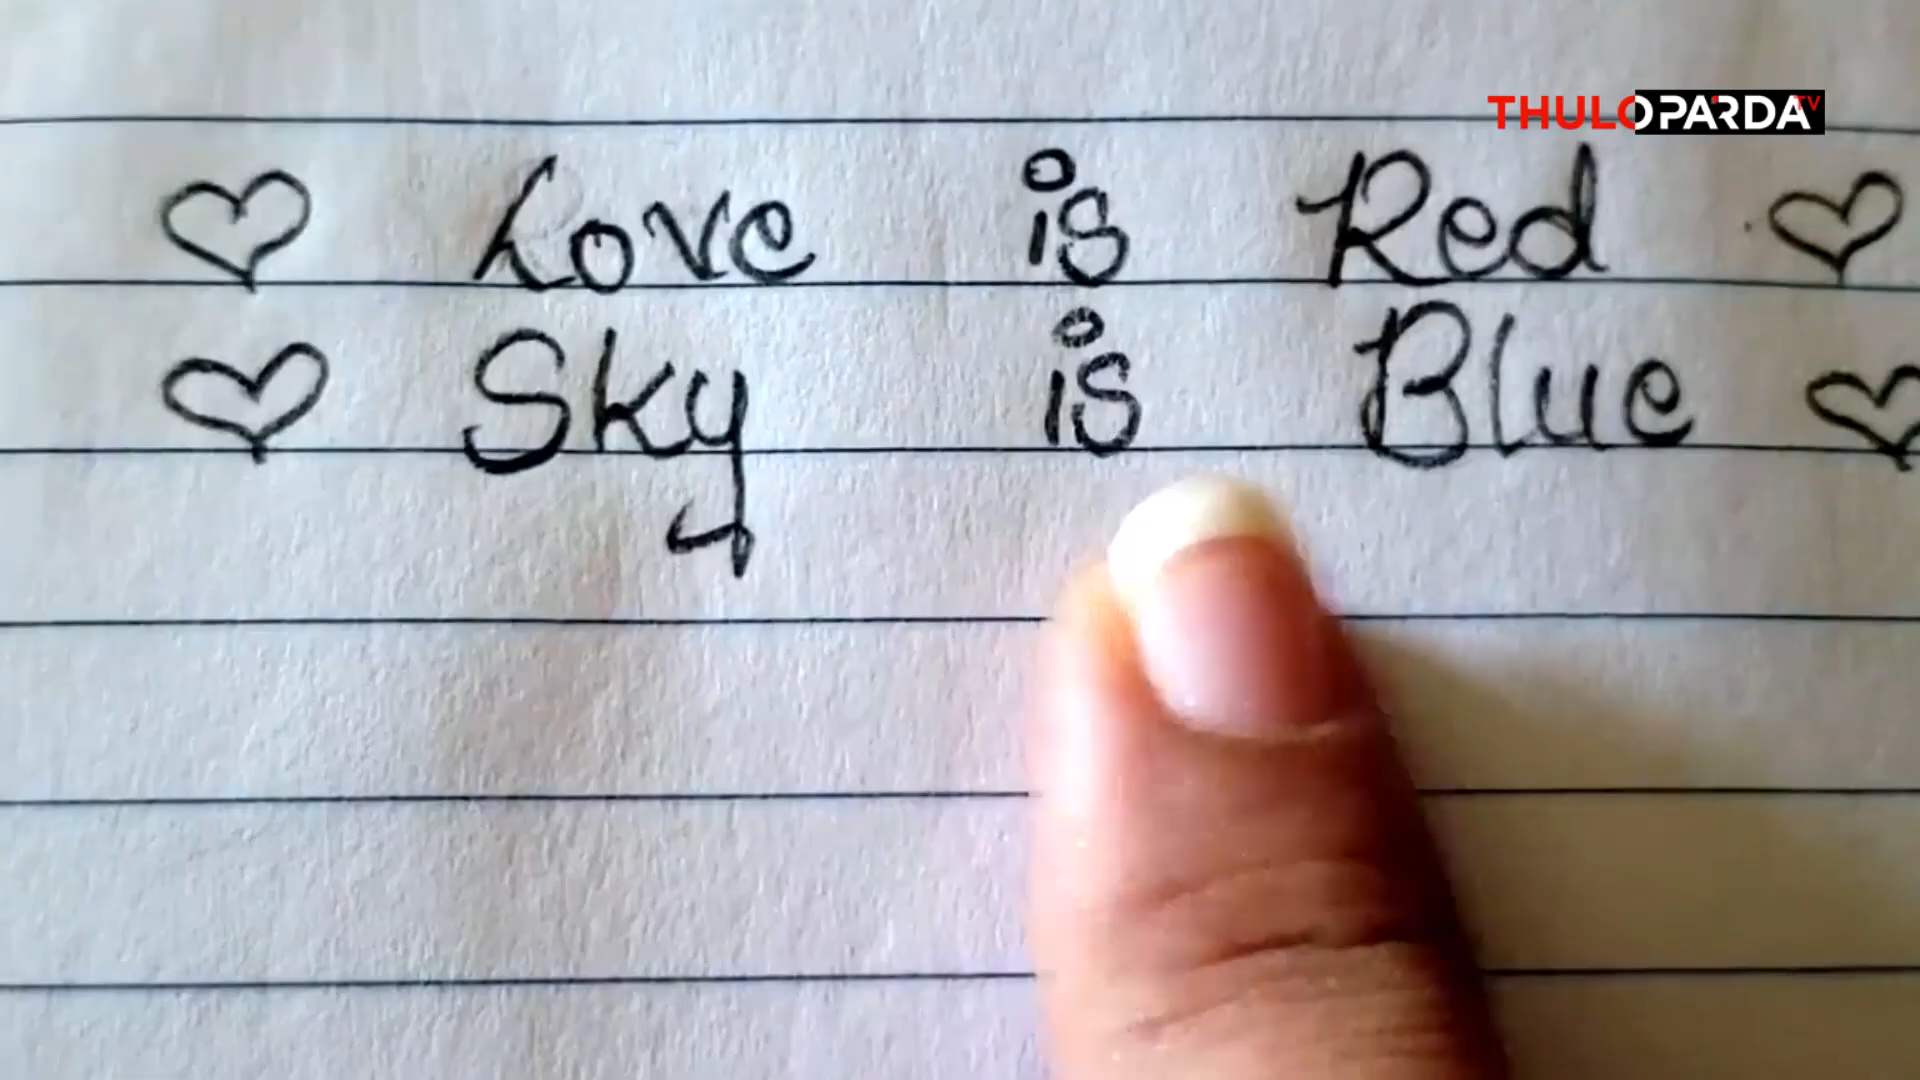 THULOPARDA TV
♡ Love is Red ♡
♡ Sky is Blue ♡